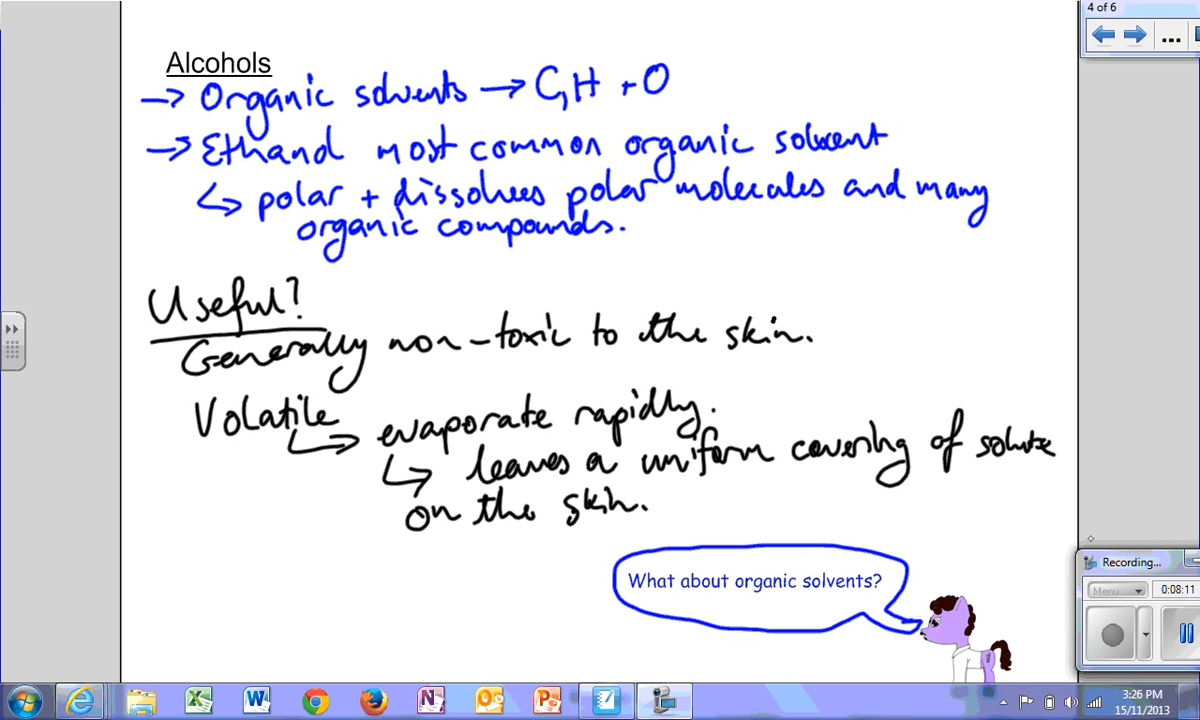 4 of 6
Alcohols
→ Organic solvents → C, H + O
→ Ethanol most common organic solvent
↳ polar + dissolves polar molecules and many
organic compounds.
Useful?
Generally non-toxic to the skin.
Volatile
↳ evaporate rapidly.
↳ leaves a uniform covering of solute
on the skin.
What about organic solvents?
Recording...
Menu
0:08:11
3:26 PM
15/11/2013